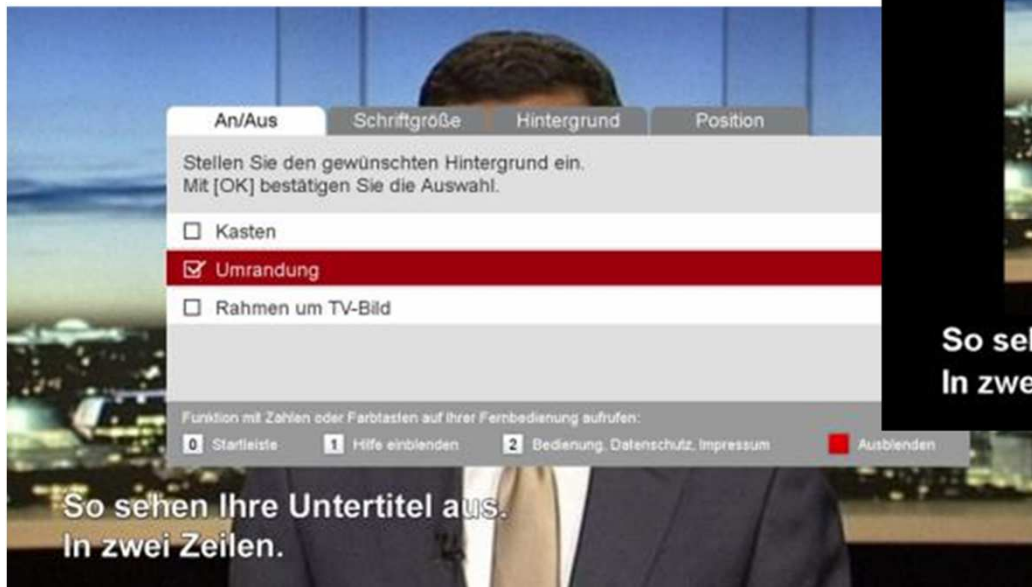 An/Aus Schriftgröße Hintergrund Position
Stellen Sie den gewünschten Hintergrund ein.
Mit [OK] bestätigen Sie die Auswahl.
Kasten
Umrandung
Rahmen um TV-Bild
Funktion mit Zahlen oder Farbtasten auf Ihrer Fernbedienung aufrufen:
0 Startleiste 1 Hilfe einblenden 2 Bedienung, Datenschutz, Impressum Ausblenden
So sehen Ihre Untertitel aus.
In zwei Zeilen.
So se
In zwe